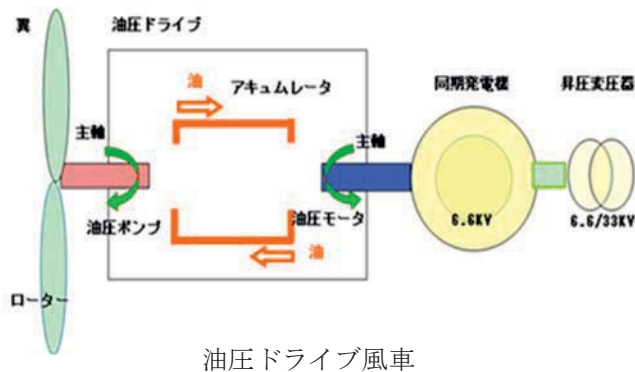 翼
油圧ドライブ
油
アキュムレータ
同期発電機
昇圧変圧器
主軸
主軸
油圧ポンプ
油圧モータ
6.6KV
6.6/33KV
油
ローター
油圧ドライブ風車